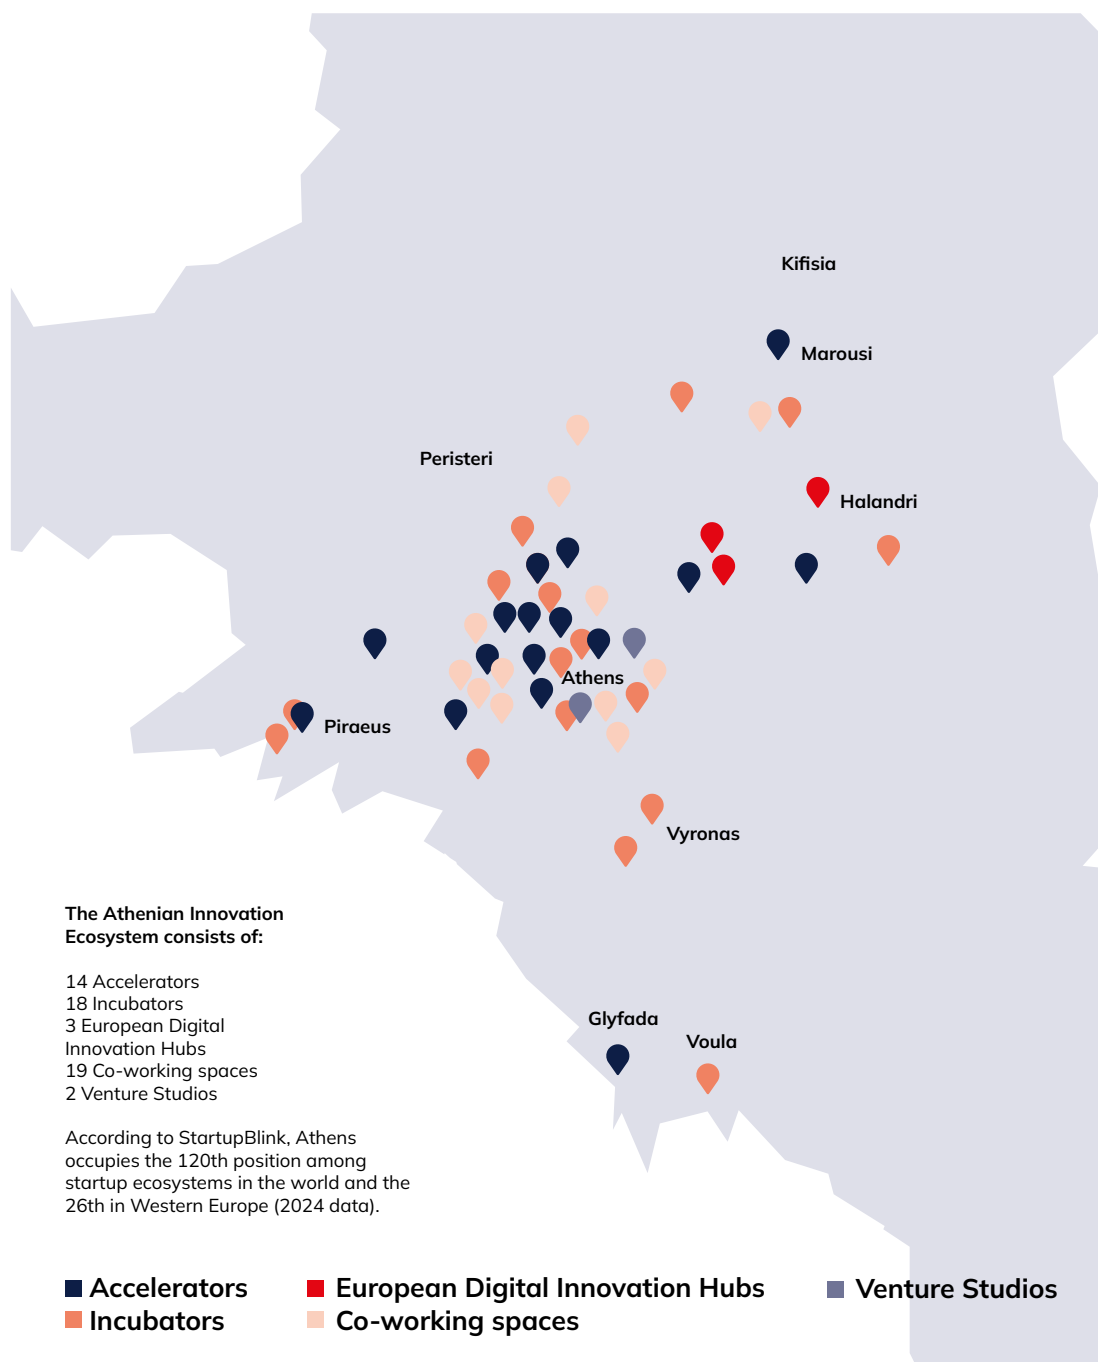 Kifisia
Marousi
Peristeri
Halandri
Athens
Piraeus
Vyronas
The Athenian Innovation
Ecosystem consists of:
14 Accelerators
18 Incubators
3 European Digital
Innovation Hubs
19 Co-working spaces
2 Venture Studios
According to StartupBlink, Athens
occupies the 120th position among
startup ecosystems in the world and the
26th in Western Europe (2024 data).
Glyfada
Voula
Accelerators
European Digital Innovation Hubs
Venture Studios
Incubators
Co-working spaces